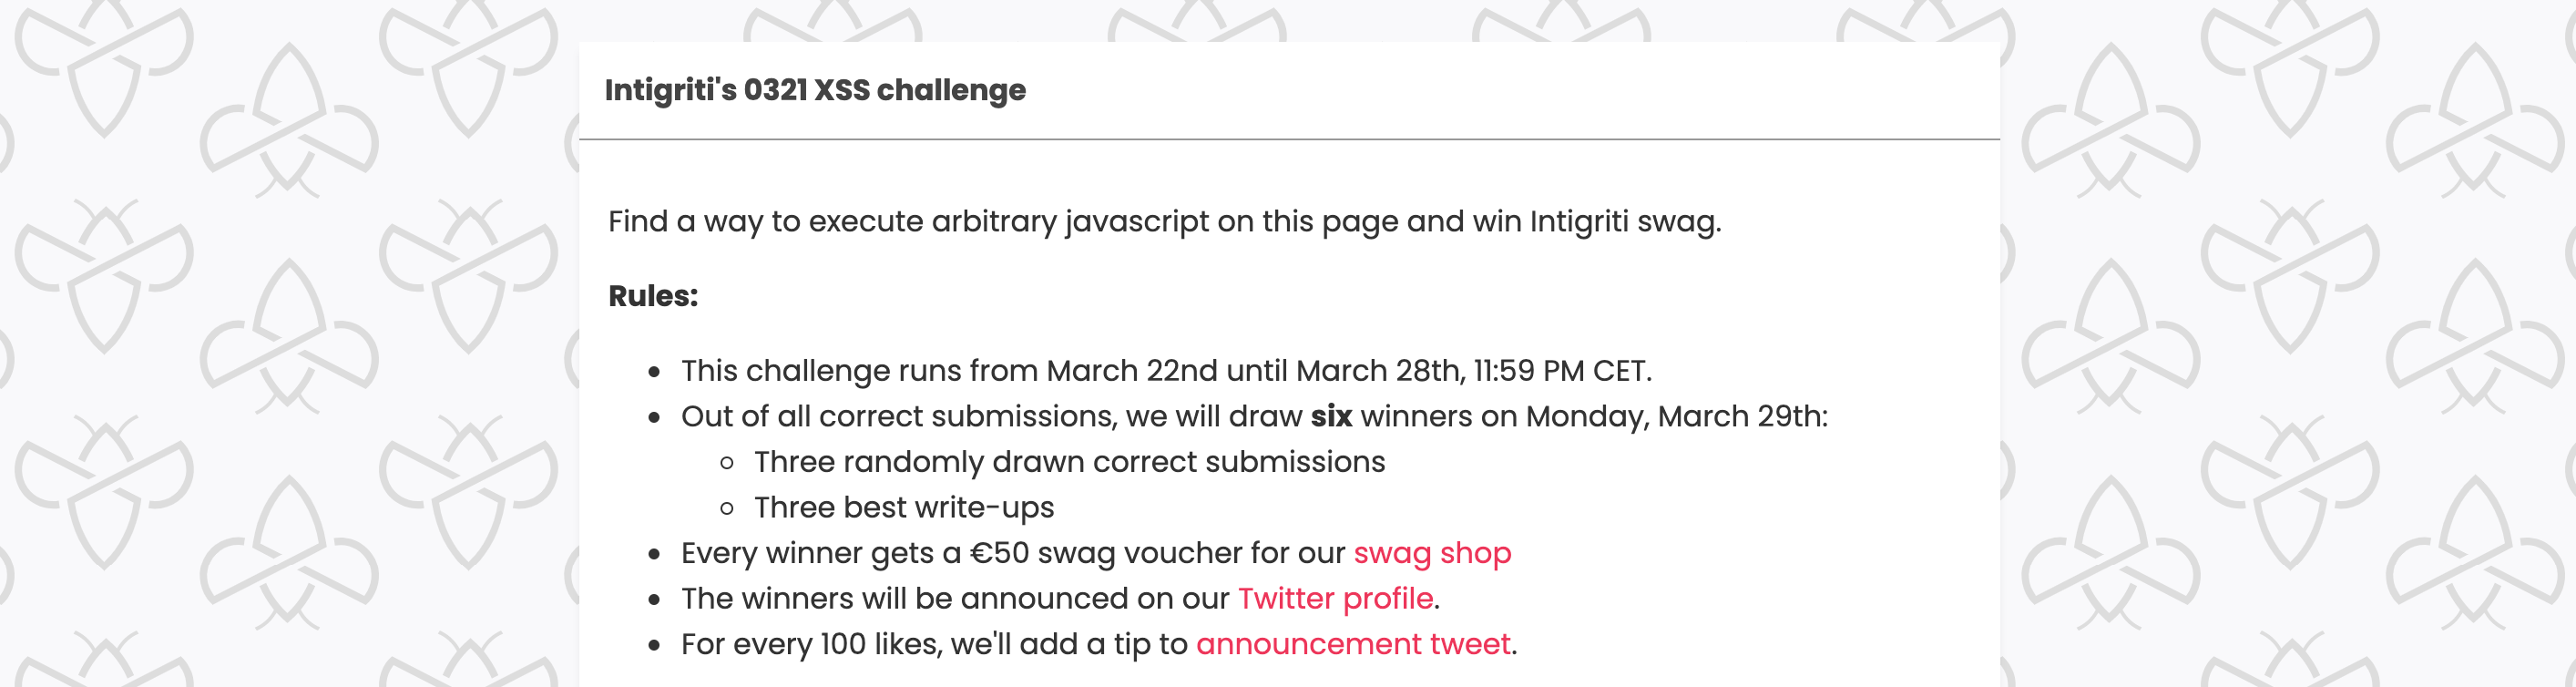 Intigriti's 0321 XSS challenge
Find a way to execute arbitrary javascript on this page and win Intigriti swag.
Rules:
This challenge runs from March 22nd until March 28th, 11:59 PM CET.
Out of all correct submissions, we will draw six winners on Monday, March 29th:
Three randomly drawn correct submissions
Three best write-ups
Every winner gets a €50 swag voucher for our swag shop
The winners will be announced on our Twitter profile.
For every 100 likes, we'll add a tip to announcement tweet.